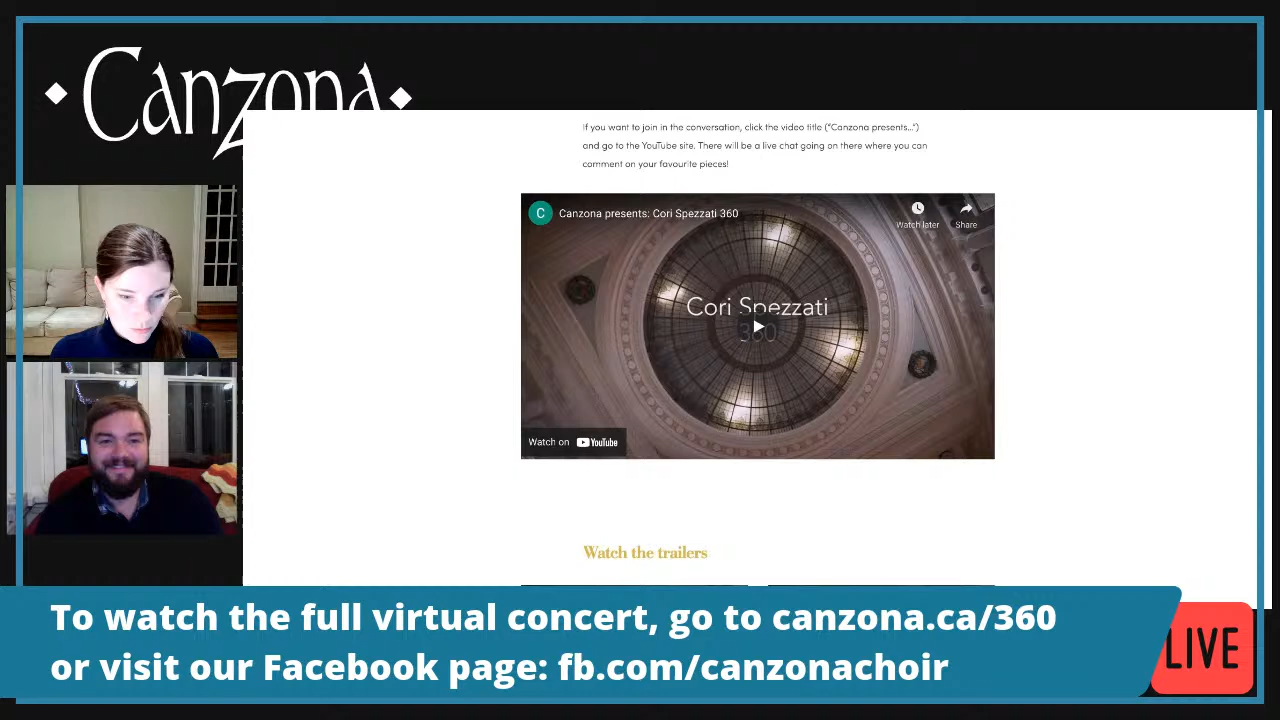 Canzona
If you want to join in the conversation, click the video title ("Canzona presents...")
and go to the YouTube site. There will be a live chat going on there where you can
comment on your favourite pieces!
C Canzona presents: Cori Spezzati 360
Watch later
Share
Cori Spezzati
360
Watch on YouTube
Watch the trailers
To watch the full virtual concert, go to canzona.ca/360
or visit our Facebook page: fb.com/canzonachoir
LIVE